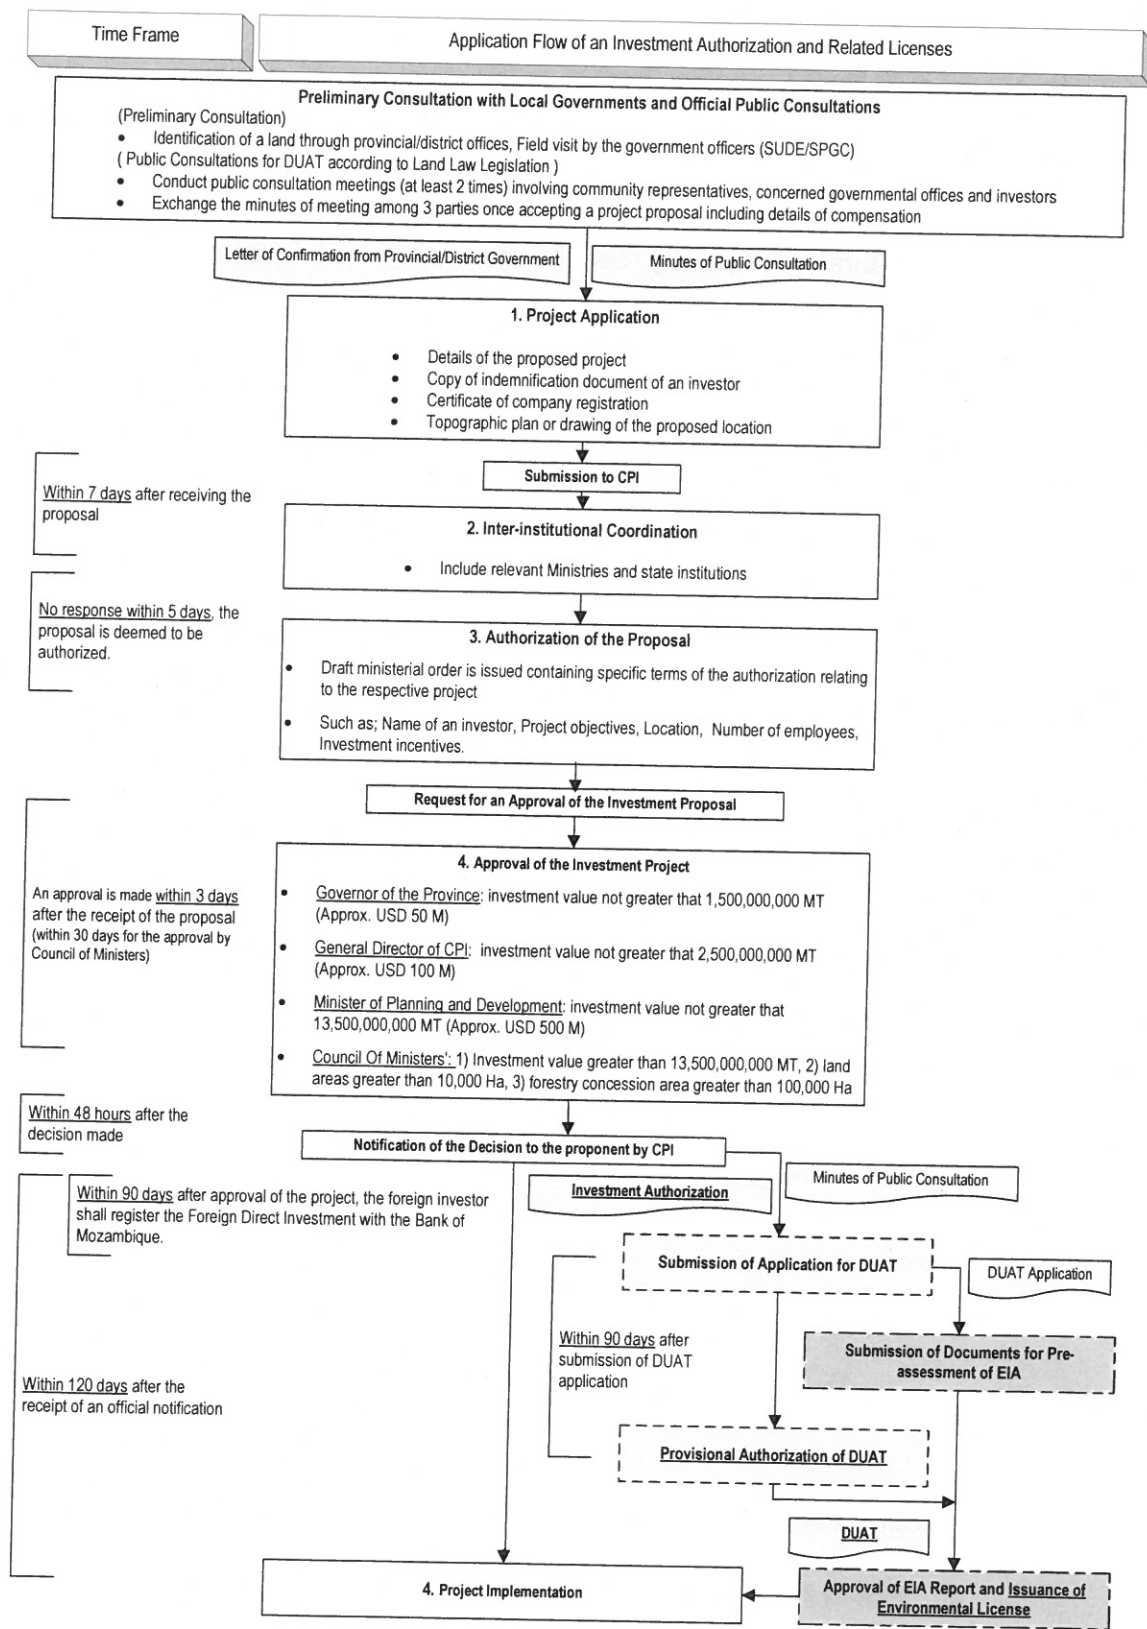 Time Frame
Application Flow of an Investment Authorization and Related Licenses
Preliminary Consultation with Local Governments and Official Public Consultations
(Preliminary Consultation)
• Identification of a land through provincial/district offices, Field visit by the government officers (SUDE/SPGC)
( Public Consultations for DUAT according to Land Law Legislation )
• Conduct public consultation meetings (at least 2 times) involving community representatives, concerned governmental offices and investors
• Exchange the minutes of meeting among 3 parties once accepting a project proposal including details of compensation
Letter of Confirmation from Provincial/District Government
Minutes of Public Consultation
1. Project Application
• Details of the proposed project
• Copy of indemnification document of an investor
• Certificate of company registration
• Topographic plan or drawing of the proposed location
Submission to CPI
Within 7 days after receiving the
proposal
2. Inter-institutional Coordination
• Include relevant Ministries and state institutions
No response within 5 days, the
proposal is deemed to be
authorized.
3. Authorization of the Proposal
• Draft ministerial order is issued containing specific terms of the authorization relating
to the respective project
• Such as; Name of an investor, Project objectives, Location, Number of employees,
Investment incentives.
Request for an Approval of the Investment Proposal
An approval is made within 3 days
after the receipt of the proposal
(within 30 days for the approval by
Council of Ministers)
4. Approval of the Investment Project
• Governor of the Province: investment value not greater that 1,500,000,000 MT
(Approx. USD 50 M)
• General Director of CPI: investment value not greater that 2,500,000,000 MT
(Approx. USD 100 M)
• Minister of Planning and Development: investment value not greater that
13,500,000,000 MT (Approx. USD 500 M)
• Council Of Ministers': 1) Investment value greater than 13,500,000,000 MT, 2) land
areas greater than 10,000 Ha, 3) forestry concession area greater than 100,000 Ha
Within 48 hours after the
decision made
Notification of the Decision to the proponent by CPI
Within 90 days after approval of the project, the foreign investor
shall register the Foreign Direct Investment with the Bank of
Mozambique.
Investment Authorization
Minutes of Public Consultation
Submission of Application for DUAT
DUAT Application
Within 90 days after
submission of DUAT
application
Submission of Documents for Pre-
assessment of EIA
Within 120 days after the
receipt of an official notification
Provisional Authorization of DUAT
DUAT
4. Project Implementation
Approval of EIA Report and Issuance of
Environmental License